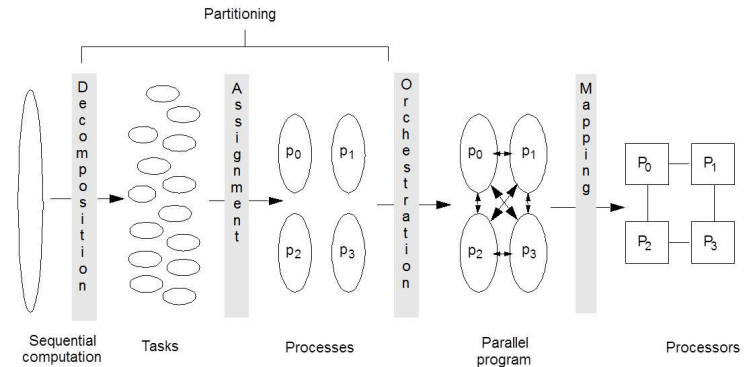 Partitioning
Decomposition
Assignment
Orchestration
Mapping
p0 p1
p2 p3
p0 p1
p2 p3
P0 P1
P2 P3
Sequential
computation
Tasks
Processes
Parallel
program
Processors